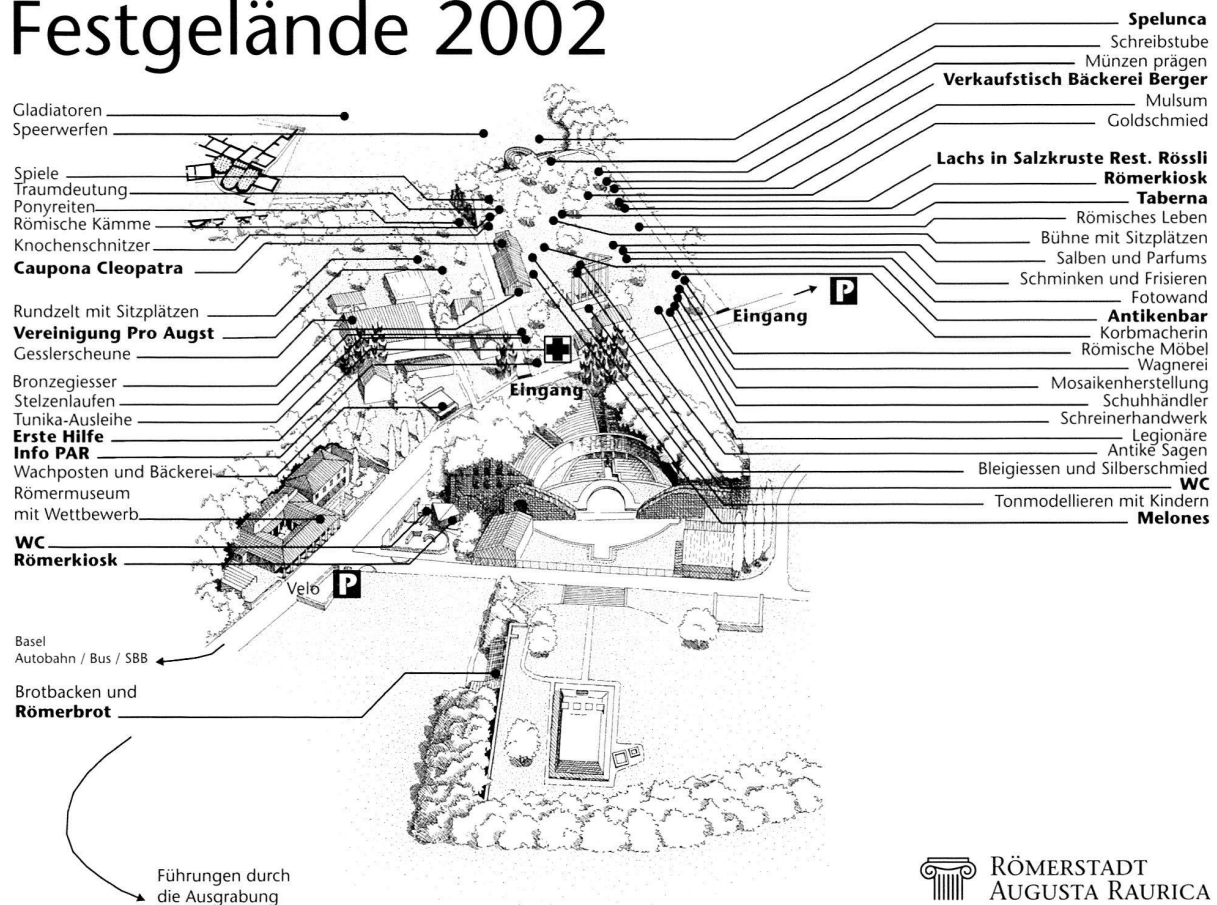 Festgelände 2002
Gladiatoren
Speerwerfen
Spiele
Traumdeutung
Ponyreiten
Römische Kämme
Knochenschnitzer
Caupona Cleopatra
Rundzelt mit Sitzplätzen
Vereinigung Pro Augst
Gesslerscheune
Bronzegiesser
Stelzenlaufen
Tunika-Ausleihe
Erste Hilfe
Info PAR
Wachposten und Bäckerei
Römermuseum
mit Wettbewerb
WC
Römerkiosk
Velo P
Basel
Autobahn / Bus / SBB
Brotbacken und
Römerbrot
Führungen durch
die Ausgrabung
Eingang
Eingang
P
Spelunca
Schreibstube
Münzen prägen
Verkaufstisch Bäckerei Berger
Mulsum
Goldschmied
Lachs in Salzkruste Rest. Rössli
Römerkiosk
Taberna
Römisches Leben
Bühne mit Sitzplätzen
Salben und Parfums
Schminken und Frisieren
Fotowand
Antikenbar
Korbmacherin
Römische Möbel
Wagnerei
Mosaikenherstellung
Schuhhändler
Schreinerhandwerk
Legionäre
Antike Sagen
Bleigiessen und Silberschmied
WC
Tonmodellieren mit Kindern
Melones
RÖMERSTADT
AUGUSTA RAURICA